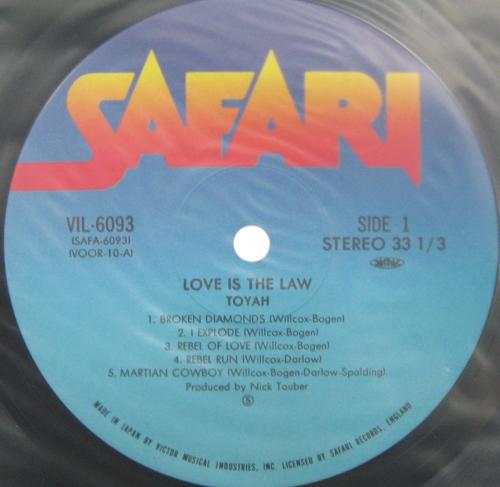 SAFARI
VIL-6093
(SAFA-6093)
(VOOR-10-A)
SIDE 1
STEREO 33 1/3
LOVE IS THE LAW
TOYAH
1. BROKEN DIAMONDS (Willcox-Bogen)
2. I EXPLODE (Willcox-Bogen)
3. REBEL OF LOVE (Willcox-Bogen)
4. REBEL RUN (Willcox-Darlow)
5. MARTIAN COWBOY (Willcox-Bogen-Darlow-Spalding)
Produced by Nick Tauber
Ⓢ
MADE IN JAPAN BY VICTOR MUSICAL INDUSTRIES, INC. LICENSED BY SAFARI RECORDS, ENGLAND